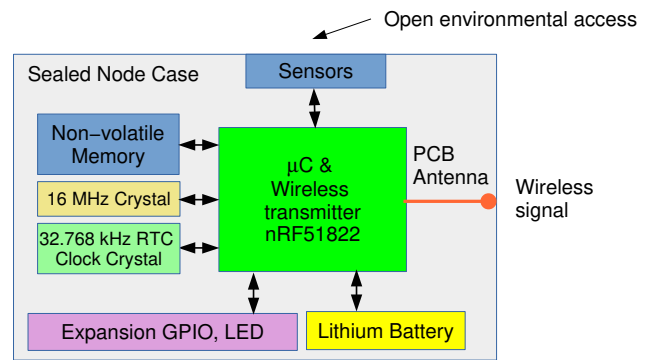 Open environmental access
Sealed Node Case
Sensors
Non−volatile
Memory
16 MHz Crystal
32.768 kHz RTC
Clock Crystal
μC &
Wireless
transmitter
nRF51822
PCB
Antenna
Wireless
signal
Expansion GPIO, LED
Lithium Battery